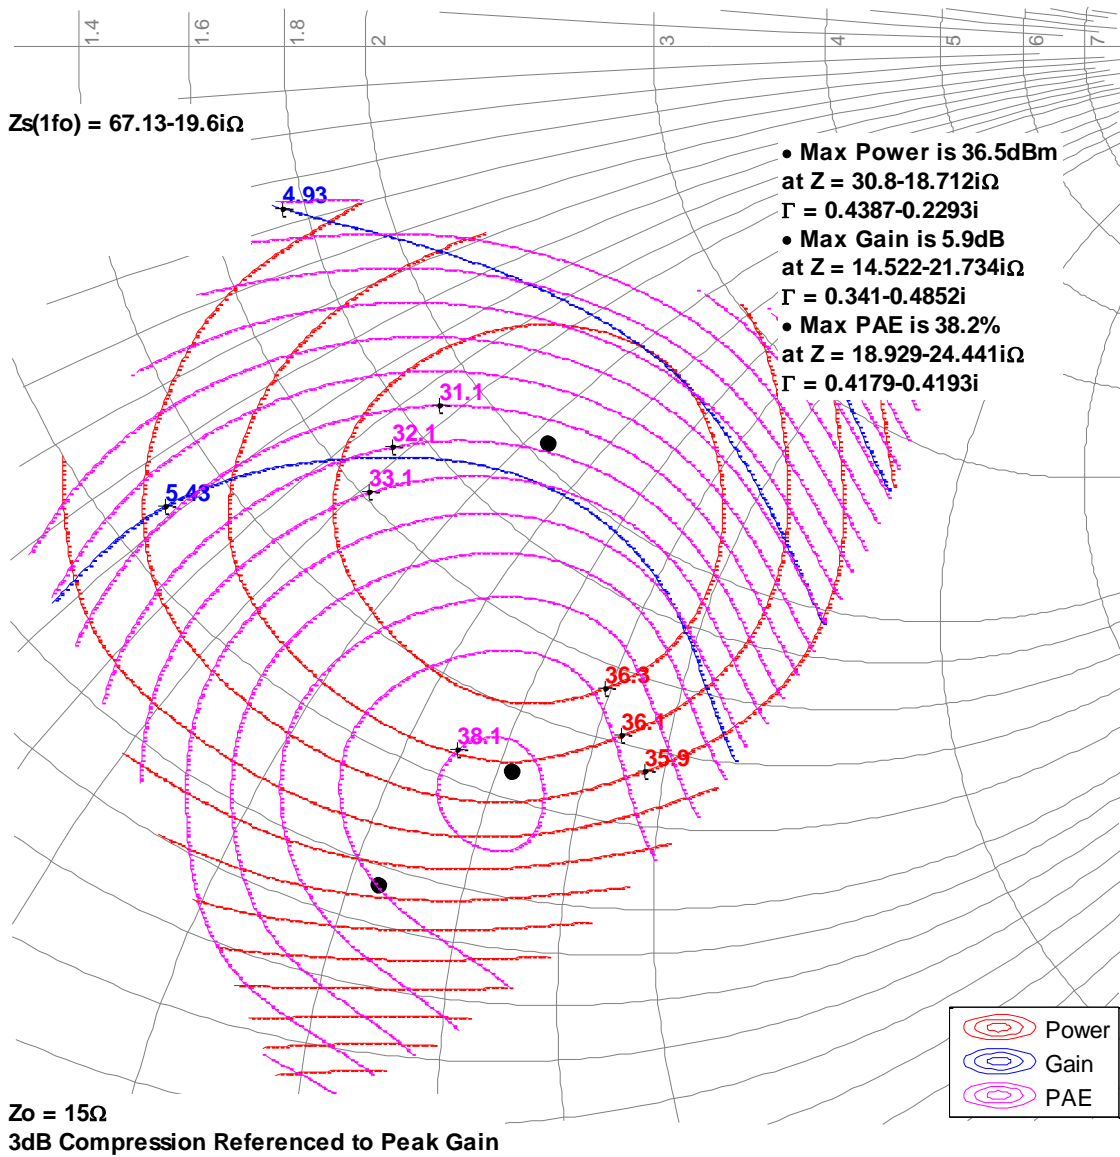 1.4
1.6
1.8
2
3
4
5
6
7
Zs(1fo) = 67.13-19.6iΩ
• Max Power is 36.5dBm
at Z = 30.8-18.712iΩ
Γ = 0.4387-0.2293i
• Max Gain is 5.9dB
at Z = 14.522-21.734iΩ
Γ = 0.341-0.4852i
• Max PAE is 38.2%
at Z = 18.929-24.441iΩ
Γ = 0.4179-0.4193i
4.93
31.1
32.1
33.1
5.43
36.3
36.1
38.1
35.9
Power
Gain
PAE
Zo = 15Ω
3dB Compression Referenced to Peak Gain